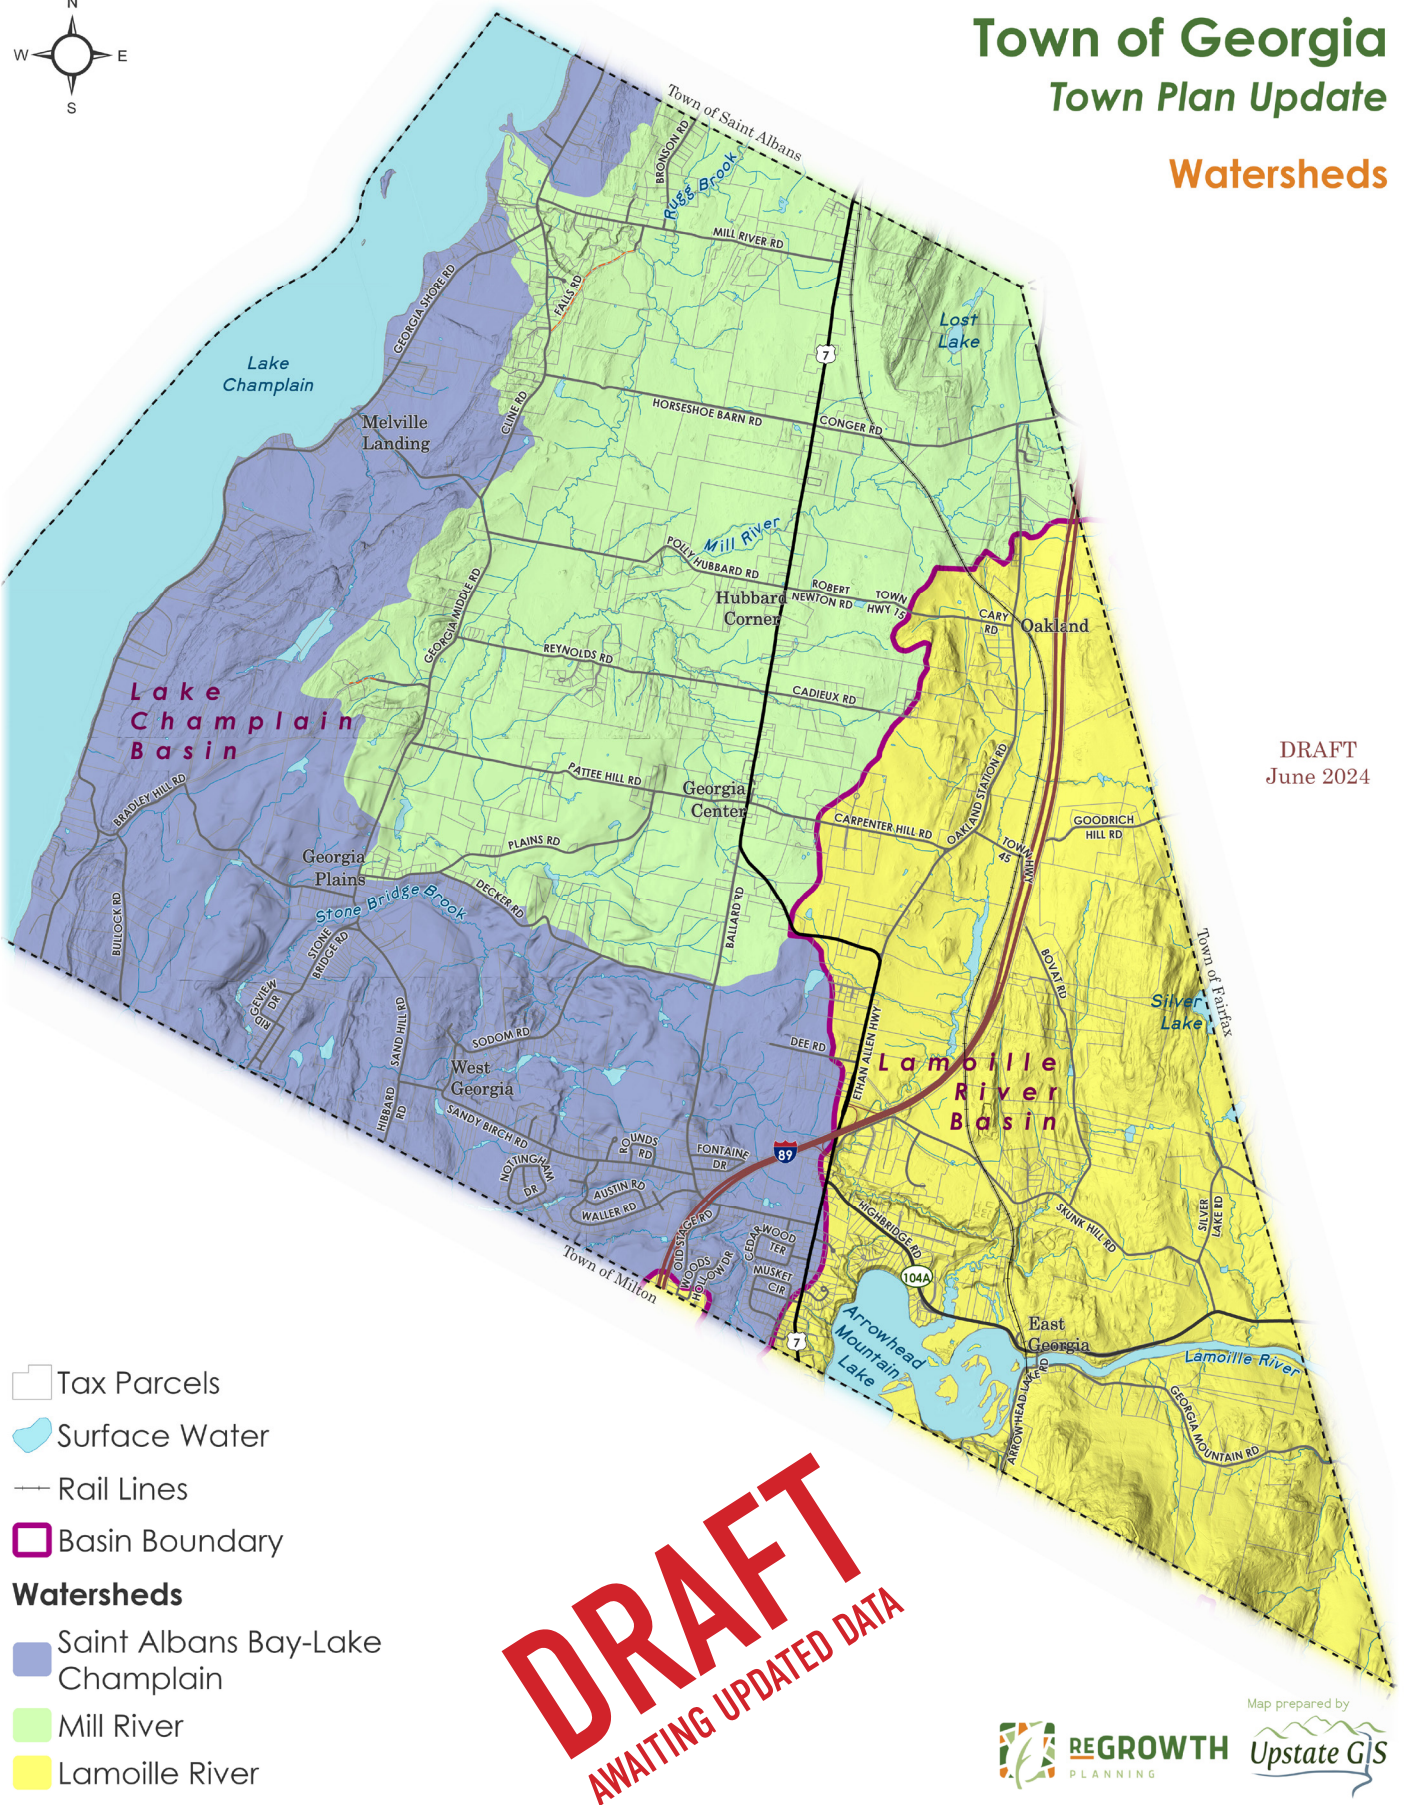 N
W
E
S
Town of Georgia
Town Plan Update
Watersheds
Town of Saint Albans
BRONSON RD
Rugg Brook
MILL RIVER RD
FALLS RD
GEORGIA SHORE RD
Lost
Lake
7
Lake
Champlain
Melville
Landing
CLINE RD
HORSESHOE BARN RD
CONGER RD
Mill River
POLLY HUBBARD RD
ROBERT
NEWTON RD
TOWN
HWY 15
Hubbard
Corner
CARY
RD
Oakland
GEORGIA MIDDLE RD
REYNOLDS RD
CADIEUX RD
Lake
Champlain
Basin
DRAFT
June 2024
BRADLEY HILL RD
PATTEE HILL RD
Georgia
Center
OAKLAND STATION RD
CARPENTER HILL RD
GOODRICH
HILL RD
TOWN HWY
45
PLAINS RD
Georgia
Plains
Stone Bridge Brook
DECKER RD
BULLOCK RD
BALLARD RD
STONE
BRIDGE RD
BOVAT RD
Town of Fairfax
Silver
Lake
RIDGEVIEW
DR
SAND HILL RD
SODOM RD
DEE RD
ETHAN ALLEN HWY
West
Georgia
Lamoille
River
Basin
HIBBARD
RD
SANDY BIRCH RD
ROUNDS
RD
FONTAINE
DR
89
NOTTINGHAM
DR
AUSTIN RD
WALLER RD
OLD STAGE RD
CEDARWOOD
TER
HIGHBRIDGE RD
SKUNK HILL RD
SILVER
LAKE RD
WOODS
HOLLOW DR
MUSKET
CIR
Town of Milton
104A
7
Arrowhead
Mountain
Lake
East
Georgia
Lamoille River
ARROWHEAD LAKE RD
GEORGIA MOUNTAIN RD
Tax Parcels
Surface Water
Rail Lines
Basin Boundary
Watersheds
Saint Albans Bay-Lake
Champlain
Mill River
Lamoille River
DRAFT
AWAITING UPDATED DATA
REGROWTH
PLANNING
Map prepared by
Upstate GIS